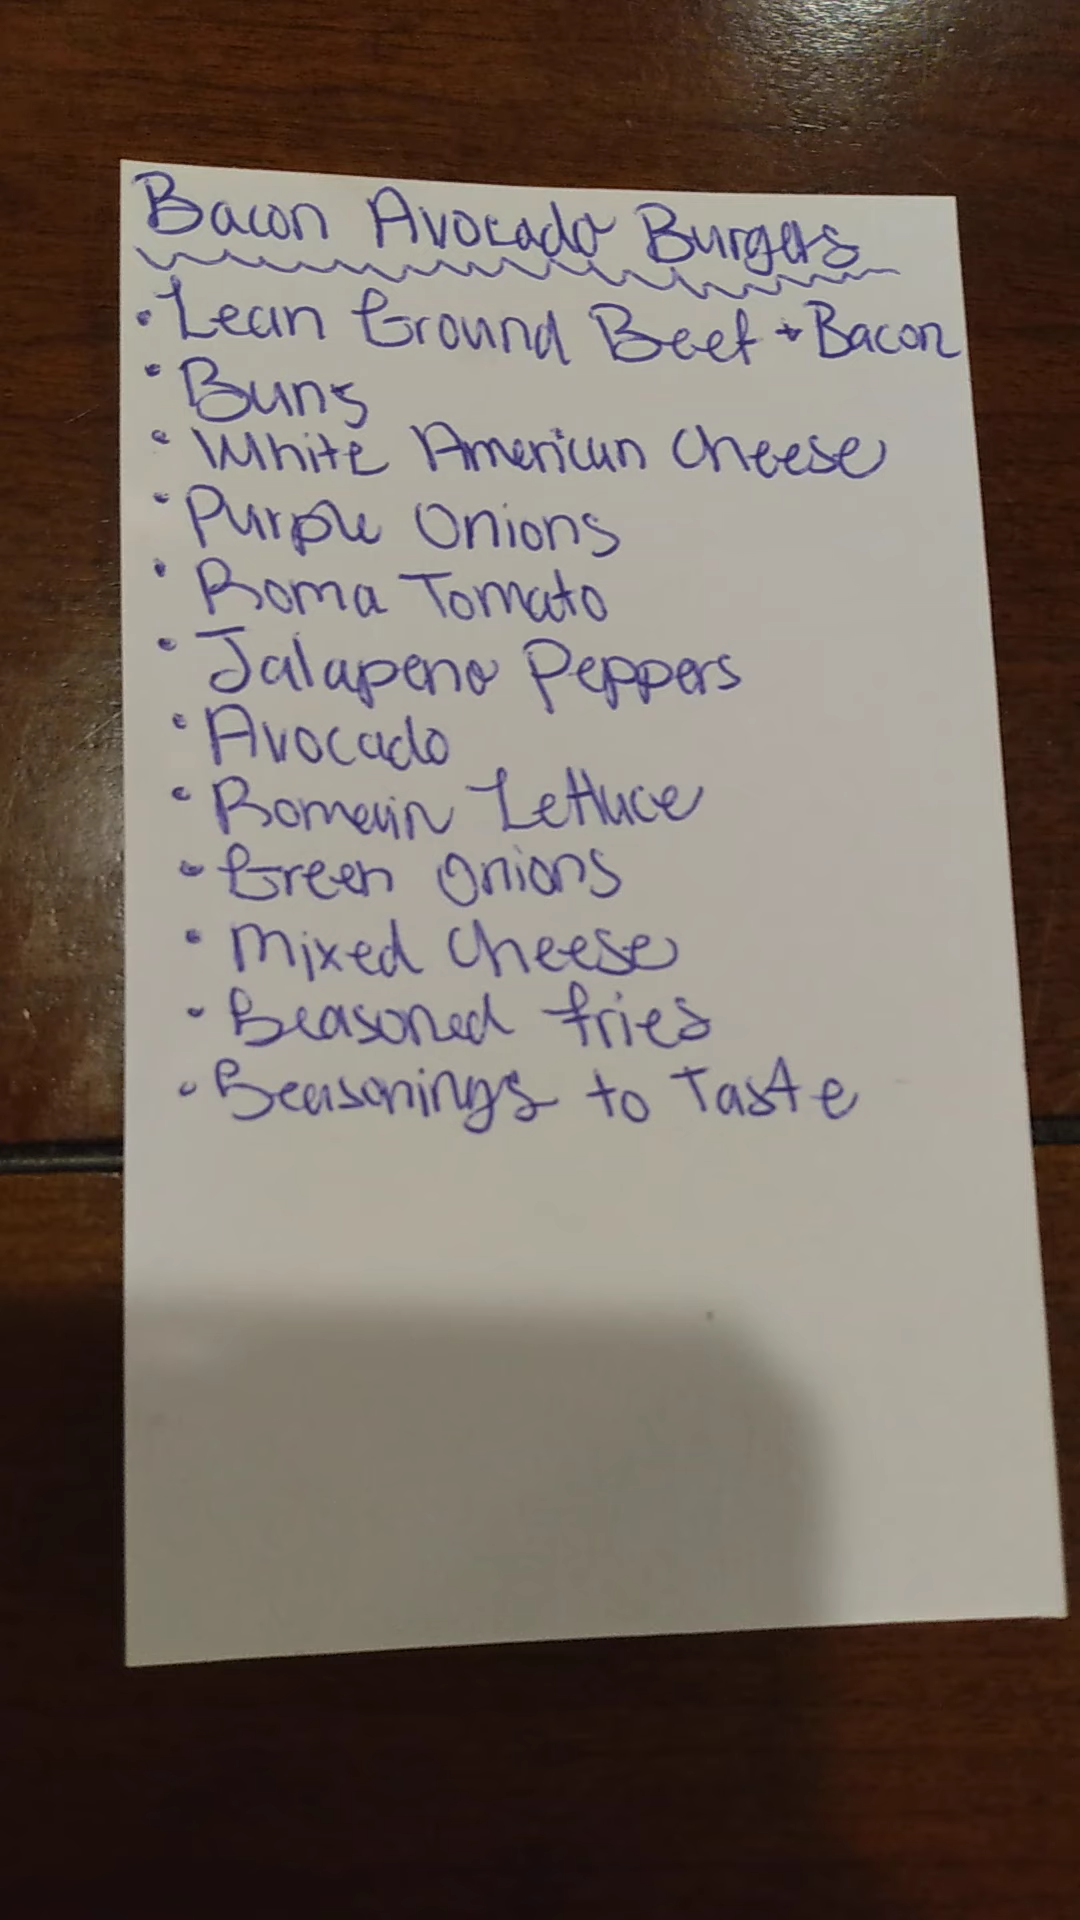 Bacon Avocado Burgers
• Lean Ground Beef + Bacon
• Buns
• White American Cheese
• Purple Onions
• Roma Tomato
• Jalapeno Peppers
• Avocado
• Romain Lettuce
• Green Onions
• Mixed Cheese
• Seasoned fries
• Seasonings to Taste